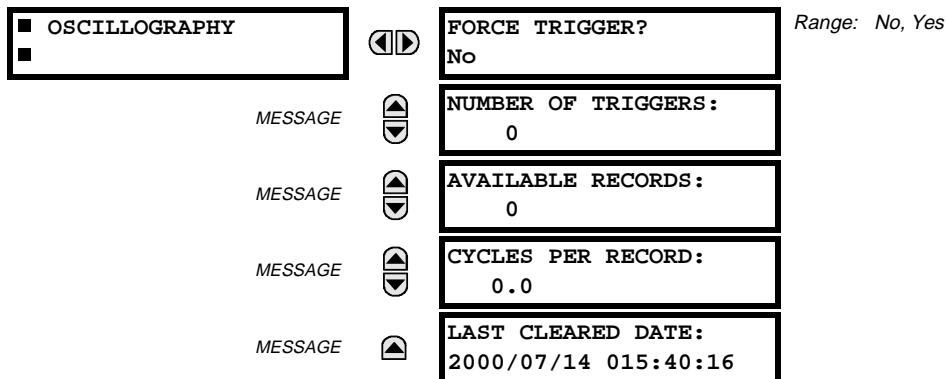 OSCILLOGRAPHY
FORCE TRIGGER?
No
Range: No, Yes
MESSAGE
NUMBER OF TRIGGERS:
0
MESSAGE
AVAILABLE RECORDS:
0
MESSAGE
CYCLES PER RECORD:
0.0
MESSAGE
LAST CLEARED DATE:
2000/07/14 015:40:16